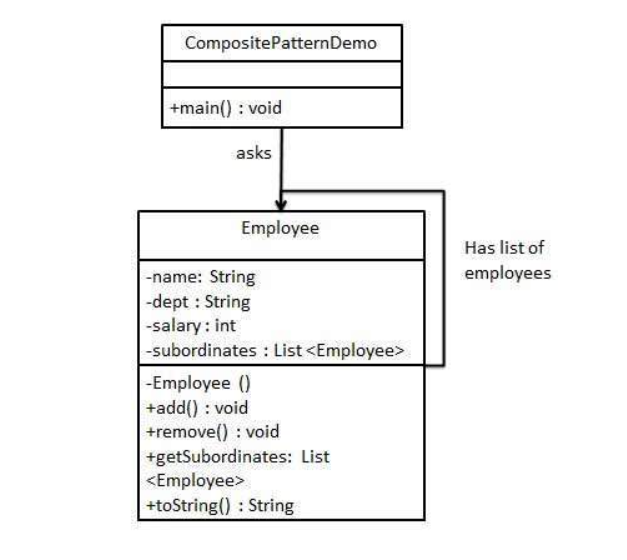 CompositePatternDemo
+main() : void
asks
Employee
-name: String
-dept : String
-salary : int
-subordinates : List <Employee>
Has list of
employees
-Employee ()
+add() : void
+remove() : void
+getSubordinates: List
<Employee>
+toString() : String